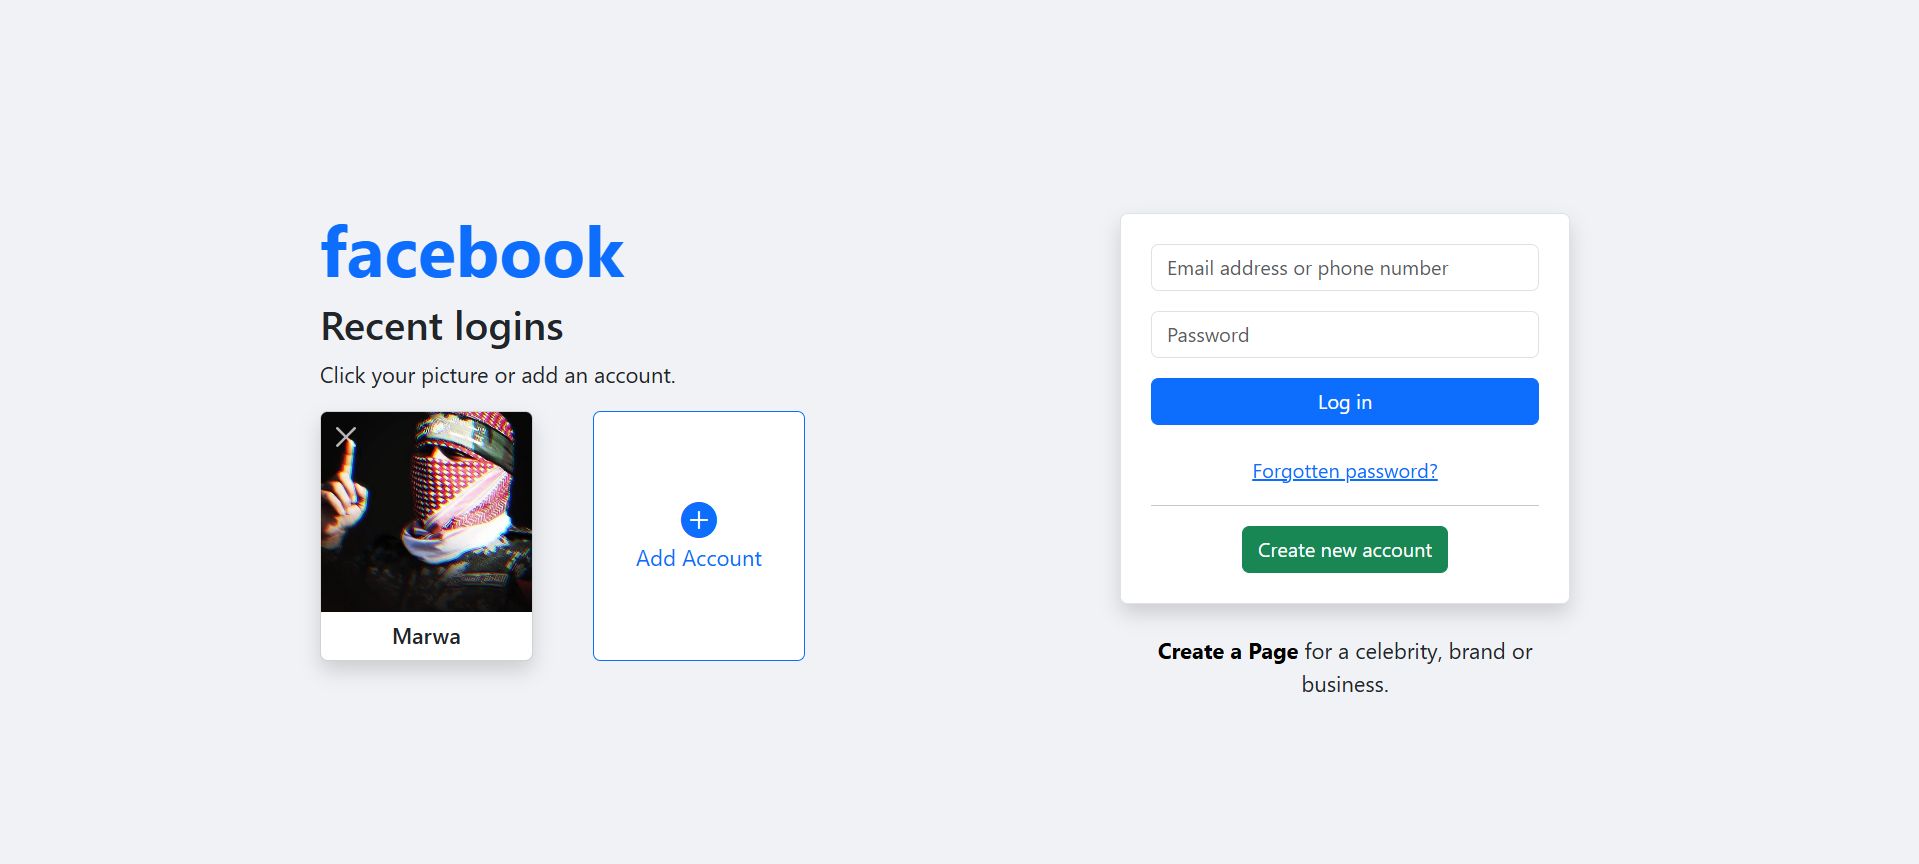 facebook
Recent logins
Click your picture or add an account.
Marwa
Add Account
Email address or phone number
Password
Log in
Forgotten password?
Create new account
Create a Page for a celebrity, brand or
business.